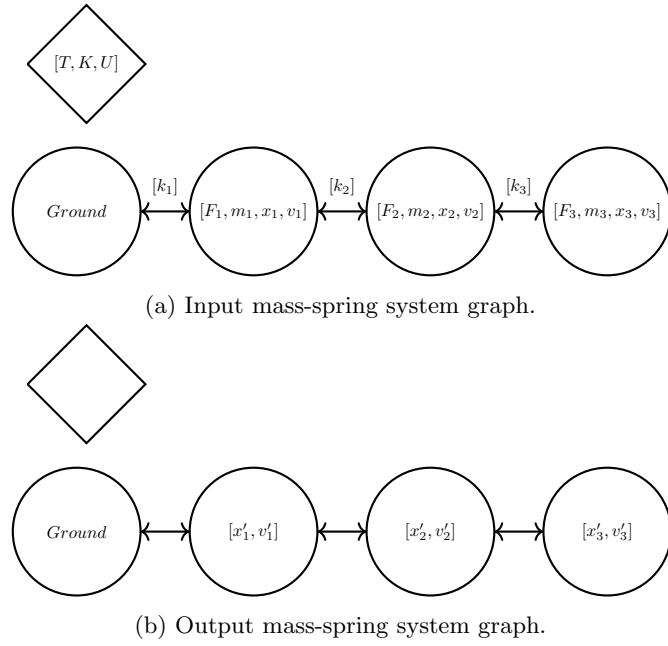 [T, K, U]
[k₁] [k₂] [k₃]
Ground [F₁, m₁, x₁, v₁] [F₂, m₂, x₂, v₂] [F₃, m₃, x₃, v₃]
(a) Input mass-spring system graph.
Ground [x′₁, v′₁] [x′₂, v′₂] [x′₃, v′₃]
(b) Output mass-spring system graph.